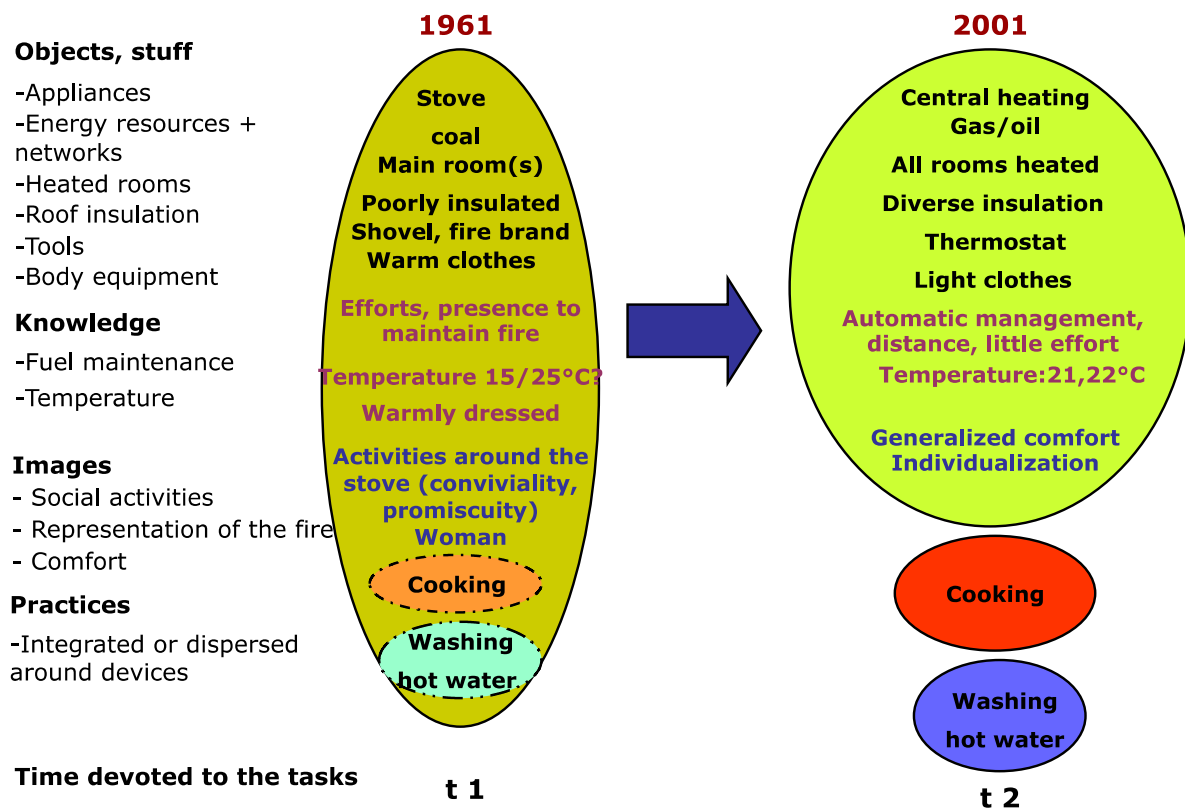 1961
2001
Objects, stuff
-Appliances
-Energy resources +
networks
-Heated rooms
-Roof insulation
-Tools
-Body equipment
Knowledge
-Fuel maintenance
-Temperature
Images
- Social activities
- Representation of the fire
- Comfort
Practices
-Integrated or dispersed
around devices
Time devoted to the tasks
Stove
coal
Main room(s)
Poorly insulated
Shovel, fire brand
Warm clothes
Efforts, presence to
maintain fire
Temperature 15/25°C?
Warmly dressed
Activities around the
stove (conviviality,
promiscuity)
Woman
Cooking
Washing
hot water
t 1
Central heating
Gas/oil
All rooms heated
Diverse insulation
Thermostat
Light clothes
Automatic management,
distance, little effort
Temperature:21,22°C
Generalized comfort
Individualization
Cooking
Washing
hot water
t 2